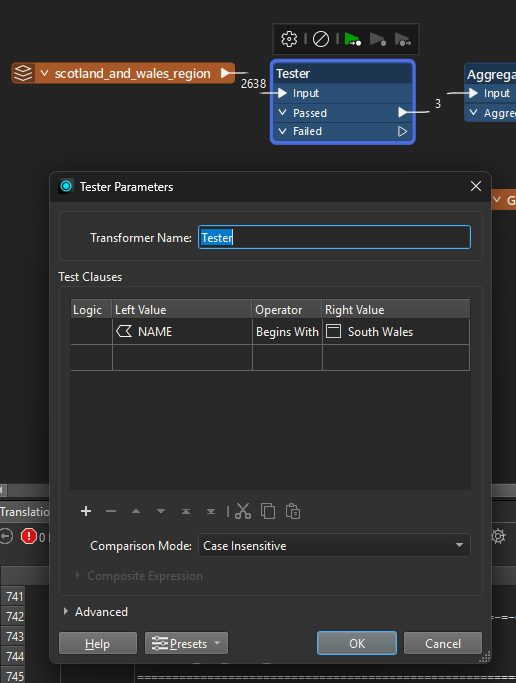 scotland_and_wales_region
2638
Tester
Input
Passed
Failed
3
Aggrega
Input
Aggre
G
Tester Parameters
Transformer Name: Tester
Test Clauses
Logic Left Value Operator Right Value
NAME Begins With South Wales
Comparison Mode: Case Insensitive
Composite Expression
Advanced
Help Presets OK Cancel
Translatio
0
741
742
=-=-=
743
744
745